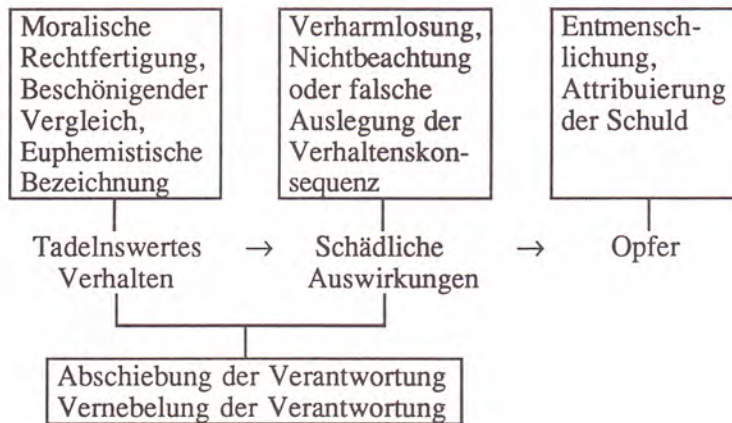 Moralische
Rechtfertigung,
Beschönigender
Vergleich,
Euphemistische
Bezeichnung
Verharmlosung,
Nichtbeachtung
oder falsche
Auslegung der
Verhaltenskon-
sequenz
Entmensch-
lichung,
Attribuierung
der Schuld
Tadelnswertes → Schädliche → Opfer
Verhalten Auswirkungen
Abschiebung der Verantwortung
Vernebelung der Verantwortung